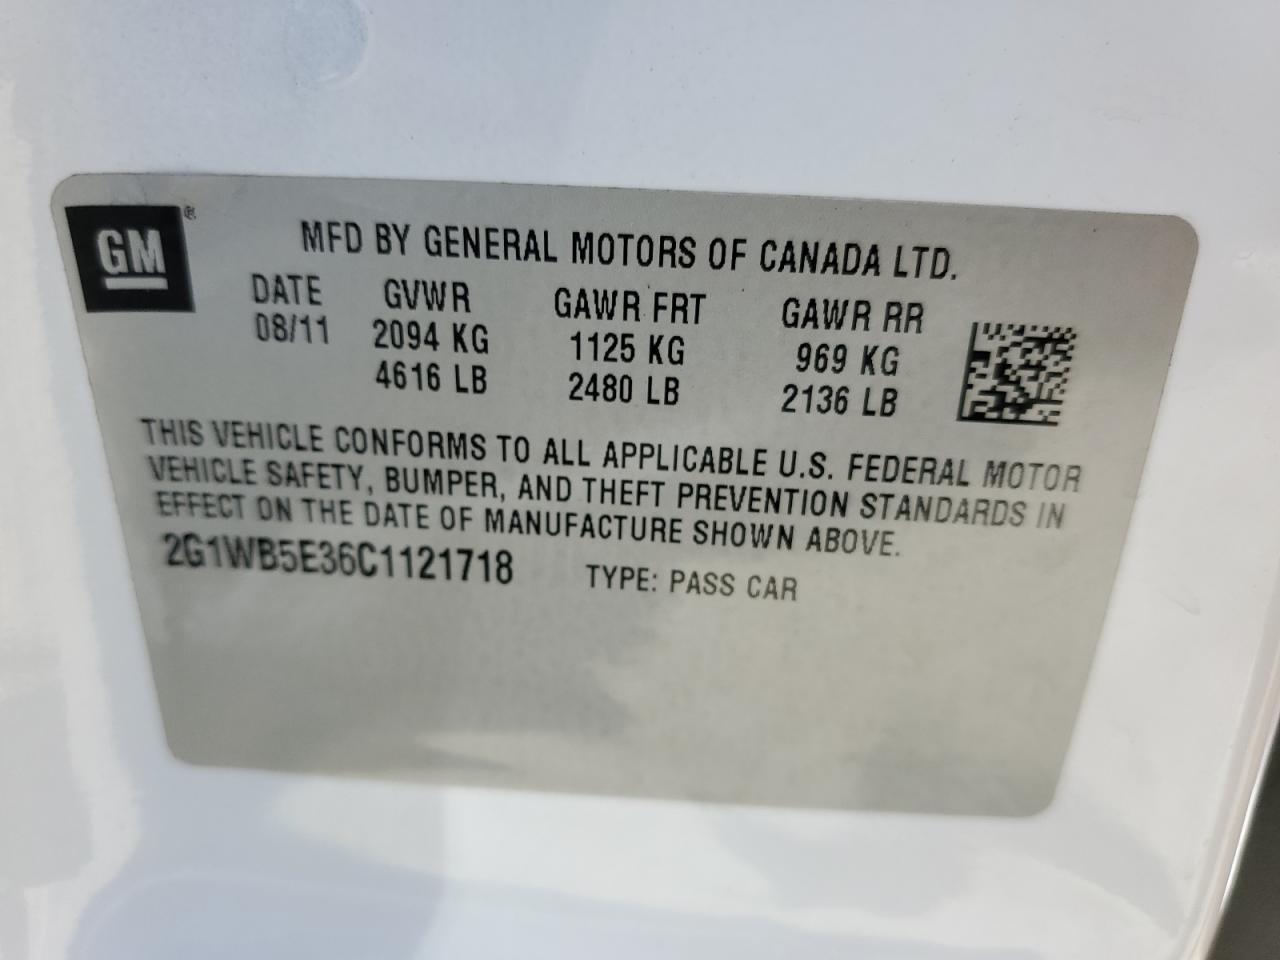 GM®
MFD BY GENERAL MOTORS OF CANADA LTD.
DATE GVWR GAWR FRT GAWR RR
08/11 2094 KG 1125 KG 969 KG
4616 LB 2480 LB 2136 LB
THIS VEHICLE CONFORMS TO ALL APPLICABLE U.S. FEDERAL MOTOR
VEHICLE SAFETY, BUMPER, AND THEFT PREVENTION STANDARDS IN
EFFECT ON THE DATE OF MANUFACTURE SHOWN ABOVE.
2G1WB5E36C1121718 TYPE: PASS CAR